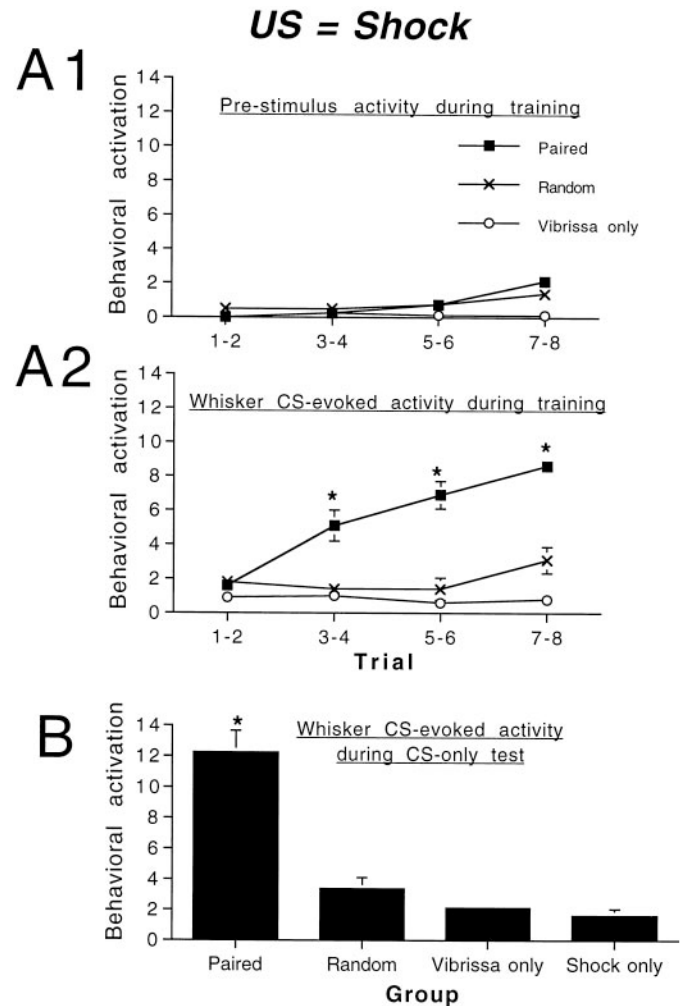 US = Shock
A1
Behavioral activation
14
12
10
8
6
4
2
0
Pre-stimulus activity during training
Paired
Random
Vibrissa only
1-2 3-4 5-6 7-8
A2
Behavioral activation
14
12
10
8
6
4
2
0
Whisker CS-evoked activity during training
*
*
*
1-2 3-4 5-6 7-8
Trial
B
Behavioral activation
14
12
10
8
6
4
2
0
*
Whisker CS-evoked activity
during CS-only test
Paired Random Vibrissa only Shock only
Group